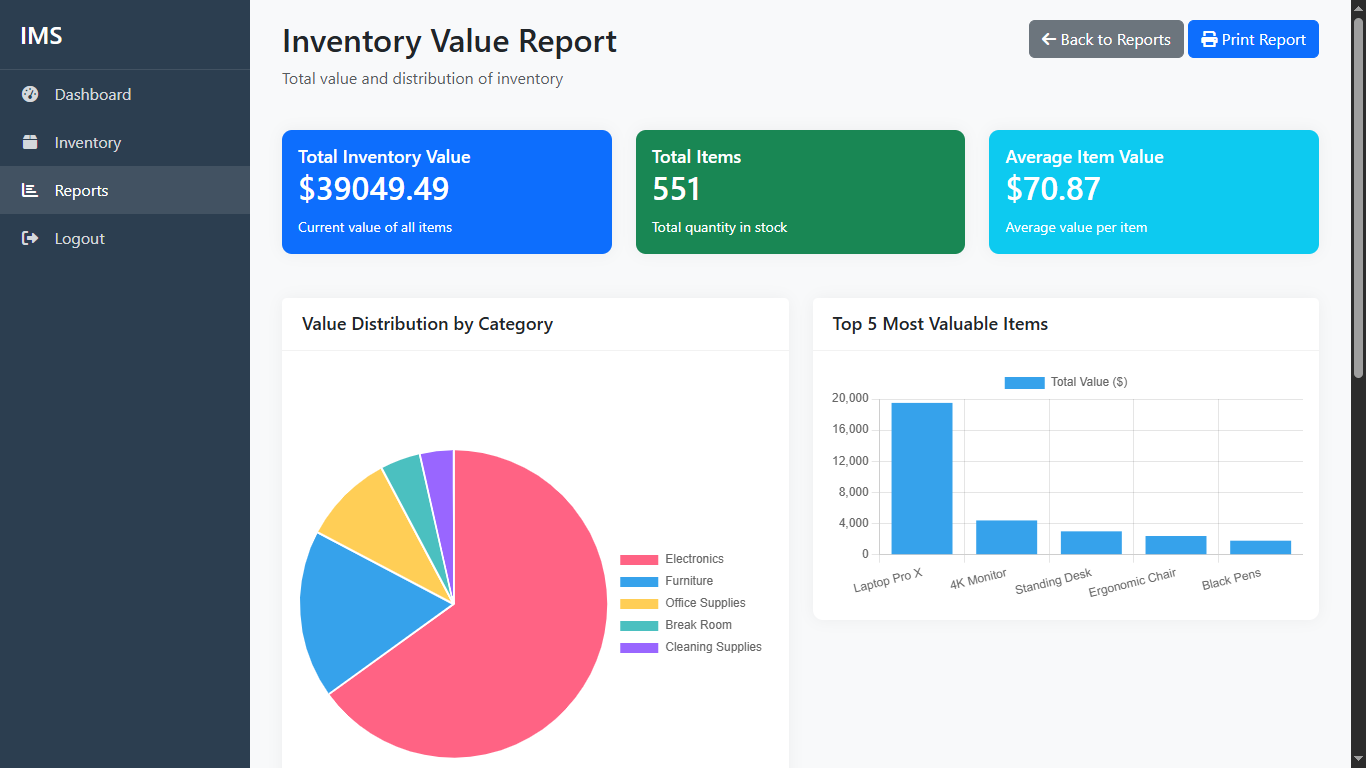 IMS
Dashboard
Inventory
Reports
Logout
Inventory Value Report
Total value and distribution of inventory
Back to Reports
Print Report
Total Inventory Value
$39049.49
Current value of all items
Total Items
551
Total quantity in stock
Average Item Value
$70.87
Average value per item
Value Distribution by Category
Electronics
Furniture
Office Supplies
Break Room
Cleaning Supplies
Top 5 Most Valuable Items
Total Value ($)
20,000
16,000
12,000
8,000
4,000
0
Laptop Pro X
4K Monitor
Standing Desk
Ergonomic Chair
Black Pens